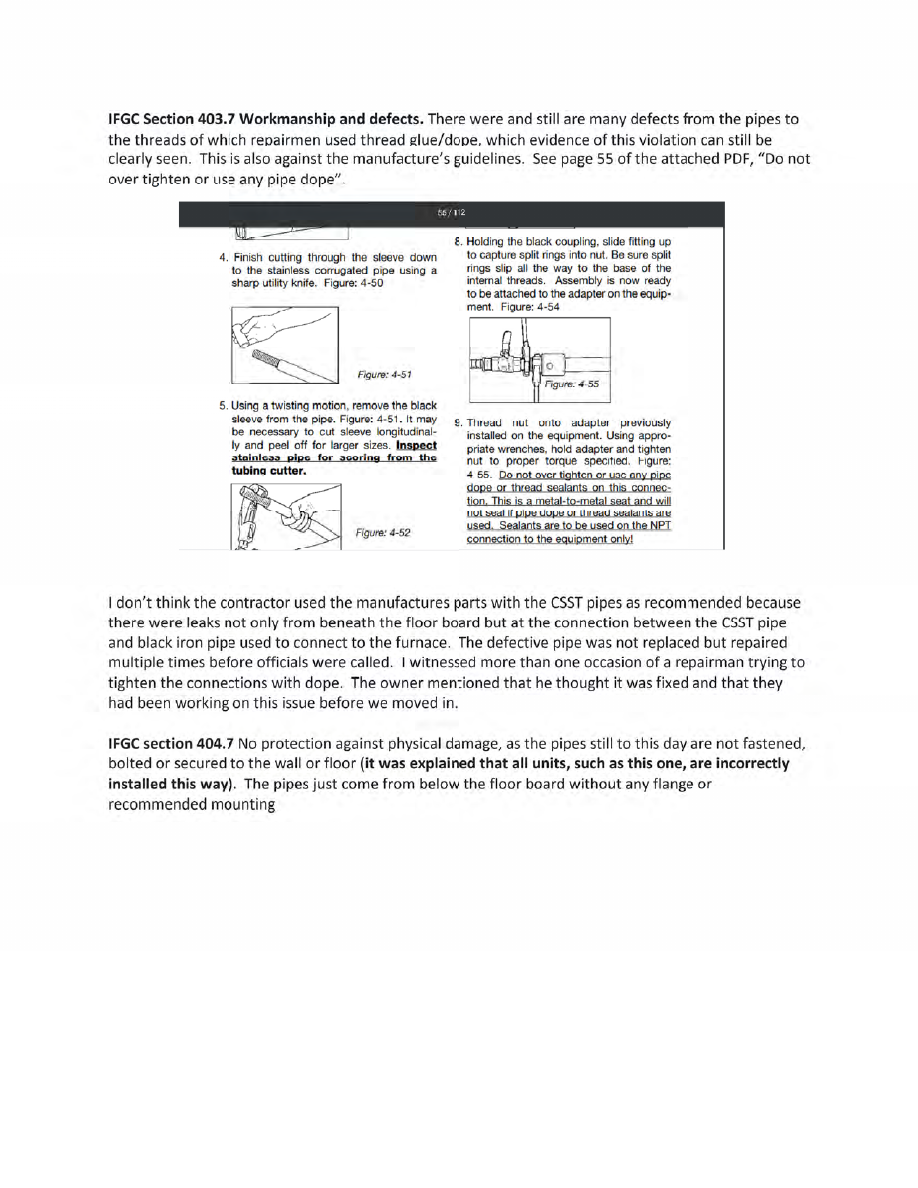 IFGC Section 403.7 Workmanship and defects. There were and still are many defects from the pipes to
the threads of which repairmen used thread glue/dope, which evidence of this violation can still be
clearly seen. This is also against the manufacture's guidelines. See page 55 of the attached PDF, "Do not
over tighten or use any pipe dope".
55 / 112
4. Finish cutting through the sleeve down
to the stainless corrugated pipe using a
sharp utility knife. Figure: 4-50
Figure: 4-51
5. Using a twisting motion, remove the black
sleeve from the pipe. Figure: 4-51. It may
be necessary to cut sleeve longitudinal-
ly and peel off for larger sizes. Inspect
stainless pipe for scoring from the
tubing cutter.
Figure: 4-52
8. Holding the black coupling, slide fitting up
to capture split rings into nut. Be sure split
rings slip all the way to the base of the
internal threads. Assembly is now ready
to be attached to the adapter on the equip-
ment. Figure: 4-54
Figure: 4-55
9. Thread nut onto adapter previously
installed on the equipment. Using appro-
priate wrenches, hold adapter and tighten
nut to proper torque specified. Figure:
4-55. Do not over tighten or use any pipe
dope or thread sealants on this connec-
tion. This is a metal-to-metal seat and will
not seal if pipe dope or thread sealants are
used. Sealants are to be used on the NPT
connection to the equipment only!
I don't think the contractor used the manufactures parts with the CSST pipes as recommended because
there were leaks not only from beneath the floor board but at the connection between the CSST pipe
and black iron pipe used to connect to the furnace. The defective pipe was not replaced but repaired
multiple times before officials were called. I witnessed more than one occasion of a repairman trying to
tighten the connections with dope. The owner mentioned that he thought it was fixed and that they
had been working on this issue before we moved in.
IFGC section 404.7 No protection against physical damage, as the pipes still to this day are not fastened,
bolted or secured to the wall or floor (it was explained that all units, such as this one, are incorrectly
installed this way). The pipes just come from below the floor board without any flange or
recommended mounting